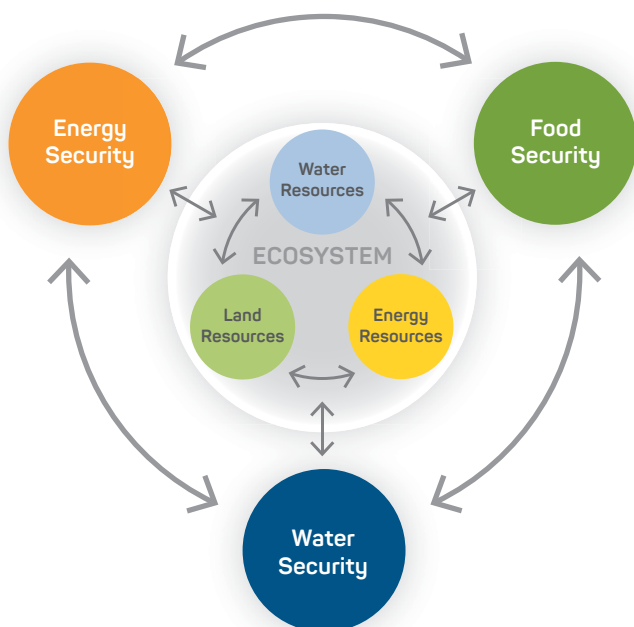 Energy
Security
Food
Security
Water
Resources
ECOSYSTEM
Land
Resources
Energy
Resources
Water
Security